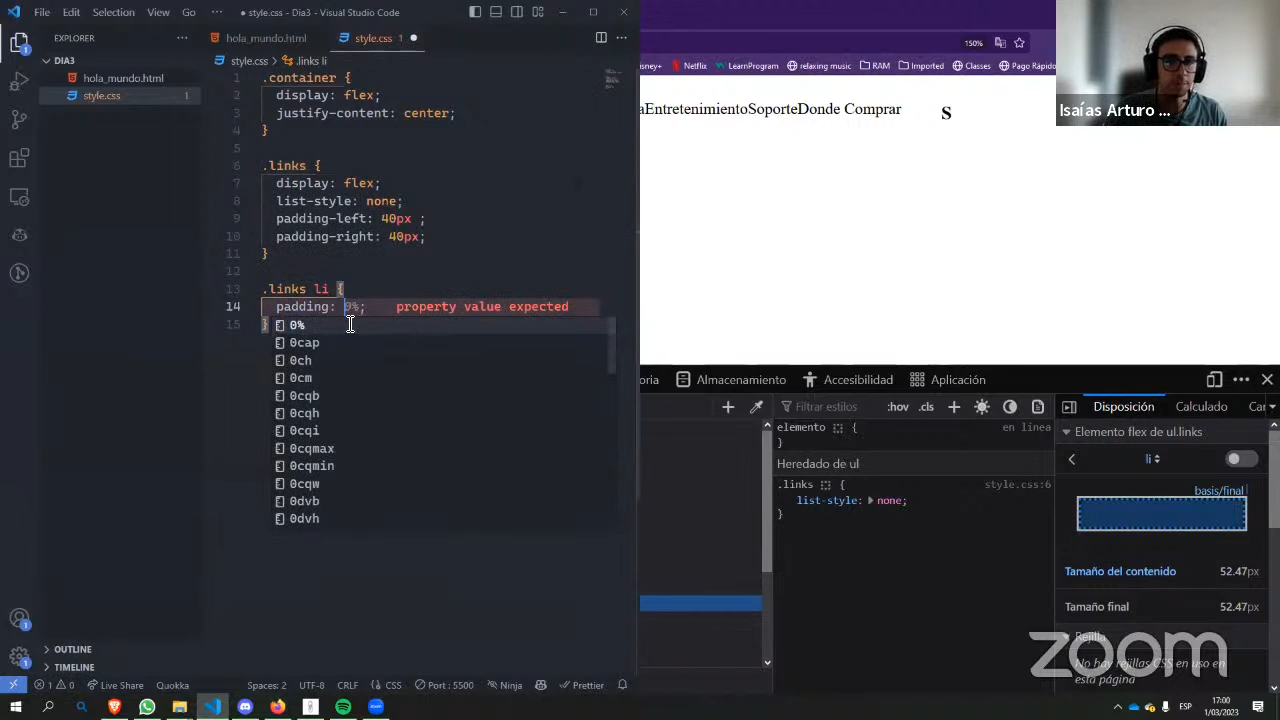 File
Edit
Selection
View
Go
···
● style.css - Visual Studio Code
EXPLORER
DIA3
hola_mundo.html
style.css 1
hola_mundo.html
style.css 1
style.css > .links li
1 .container {
2 display: flex;
3 justify-content: center;
4 }
5
6 .links {
7 display: flex;
8 list-style: none;
9 padding-left: 40px ;
10 padding-right: 40px;
11 }
12
13 .links li {
14 padding: 0%; property value expected
15 }
0%
0cap
0ch
0cm
0cqb
0cqh
0cqi
0cqmax
0cqmin
0cqw
0dvb
0dvh
OUTLINE
TIMELINE
1 0 Live Share Quokka
Spaces: 2 UTF-8 CRLF CSS Port : 5500 Ninja Prettier
150%
isney+ Netflix LearnProgram relaxing music RAM Imported Classes Pago Rápido
aEntretenimientoSoporteDonde Comprar
S
Isaías Arturo ...
oria Almacenamiento Accesibilidad Aplicación
Filtrar estilos :hov .cls
elemento {
en línea
}
Heredado de ul
.links {
style.css:6
list-style: none;
}
Disposición Calculado
Elemento flex de ul.links
li
basis/final
Tamaño del contenido 52.47px
Tamaño final 52.47px
Rejilla
No hay rejillas CSS en uso en
esta página
zoom
ESP
17:00
1/03/2023